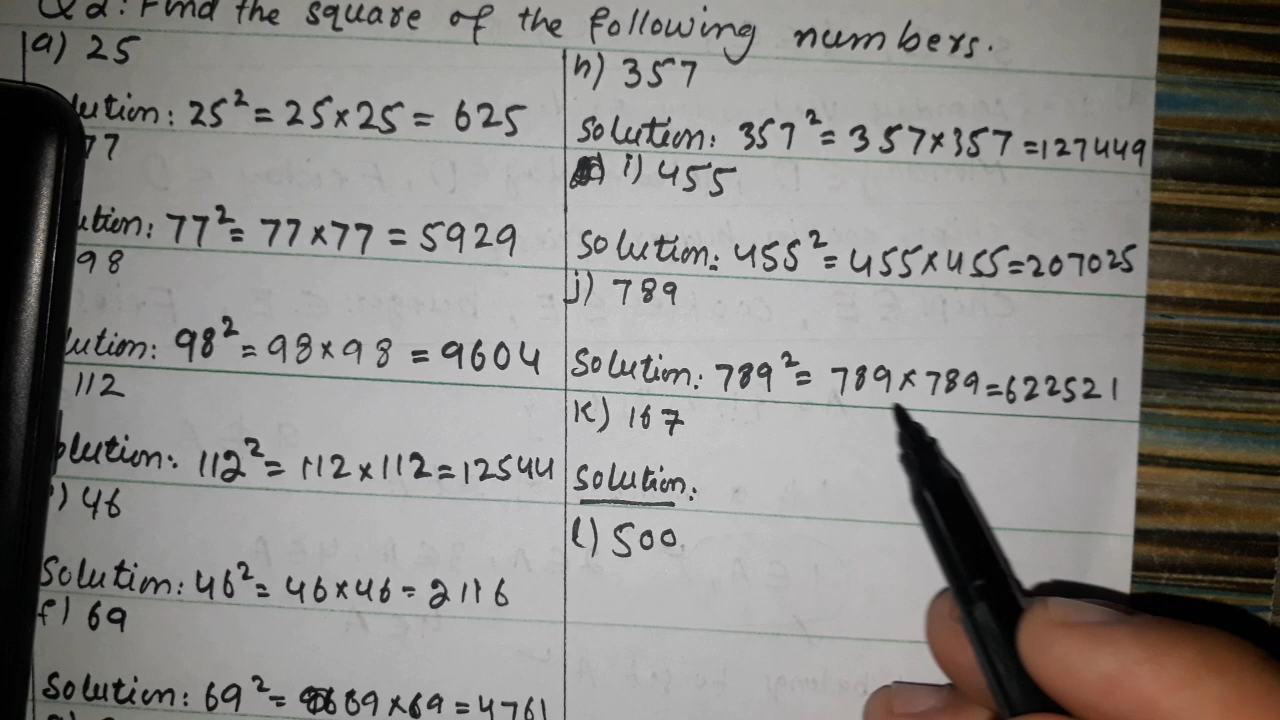 Q2: Find the square of the following numbers.
a) 25
lution: 25² = 25×25 = 625
77
ution: 77² = 77×77 = 5929
98
lution: 98² = 98×98 = 9604
112
olution: 112² = 112×112 = 12544
) 46
Solution: 46² = 46×46 = 2116
f) 69
Solution: 69² = 69×69 = 4761
h) 357
Solution: 357² = 357×357 = 127449
i) 455
Solution: 455² = 455×455 = 207025
j) 789
Solution: 789² = 789×789 = 622521
K) 167
Solution:
l) 500